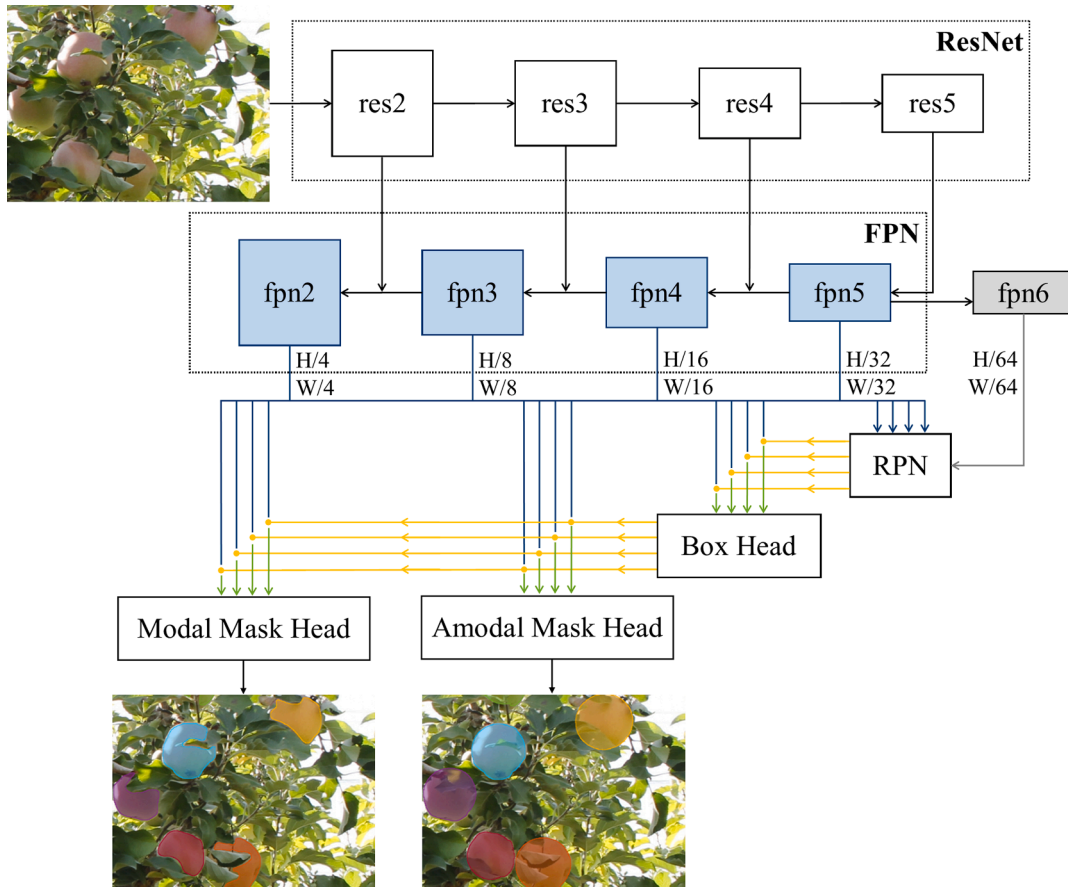 ResNet
res2
res3
res4
res5
FPN
fpn2
fpn3
fpn4
fpn5
fpn6
H/4
W/4
H/8
W/8
H/16
W/16
H/32
W/32
H/64
W/64
RPN
Box Head
Modal Mask Head
Amodal Mask Head